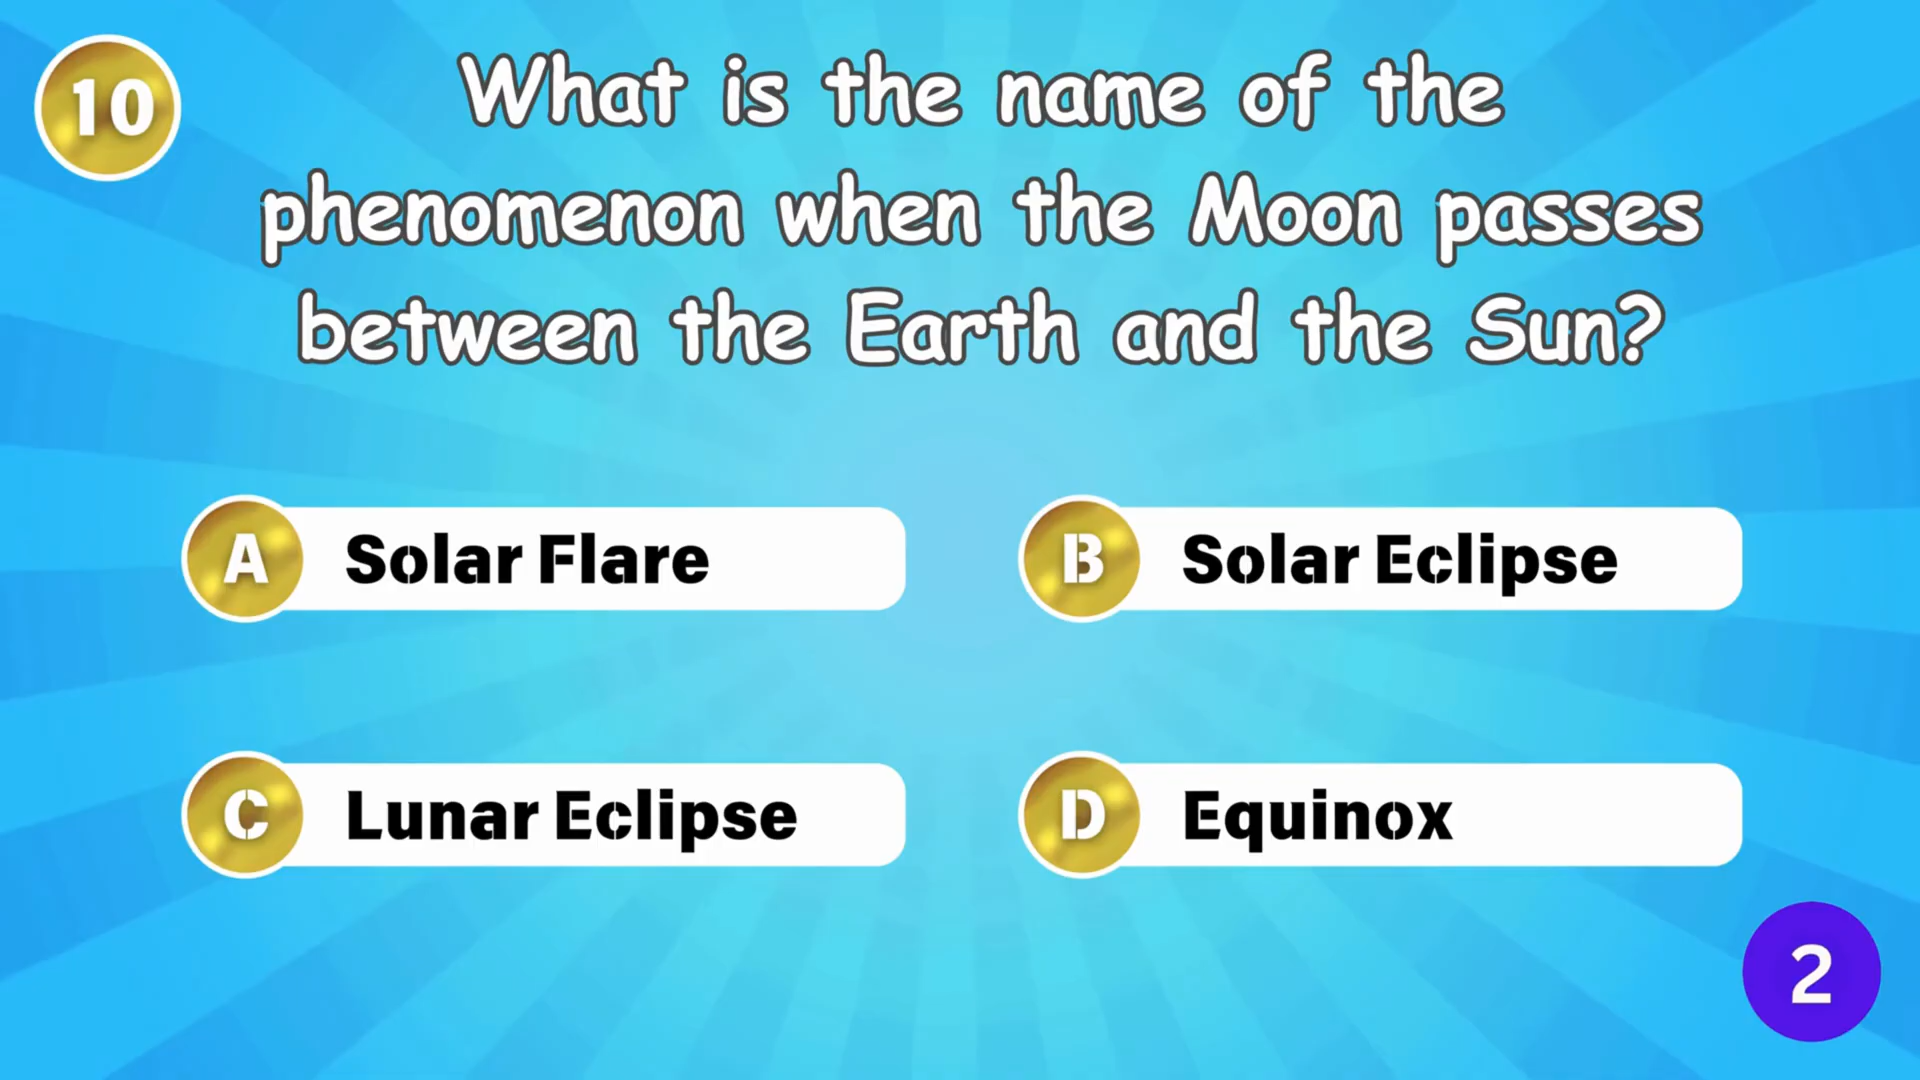 10
What is the name of the
phenomenon when the Moon passes
between the Earth and the Sun?
A Solar Flare
B Solar Eclipse
C Lunar Eclipse
D Equinox
2